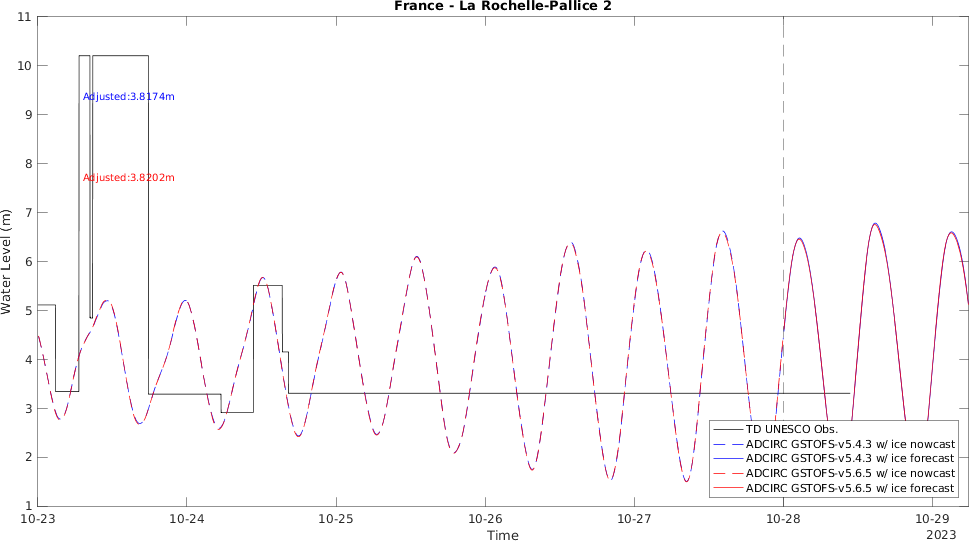 France - La Rochelle-Pallice 2
11
10
9
8
7
6
5
4
3
2
1
Water Level (m)
Adjusted:3.8174m
Adjusted:3.8202m
TD UNESCO Obs.
ADCIRC GSTOFS-v5.4.3 w/ ice nowcast
ADCIRC GSTOFS-v5.4.3 w/ ice forecast
ADCIRC GSTOFS-v5.6.5 w/ ice nowcast
ADCIRC GSTOFS-v5.6.5 w/ ice forecast
10-23 10-24 10-25 10-26 10-27 10-28 10-29
Time
2023